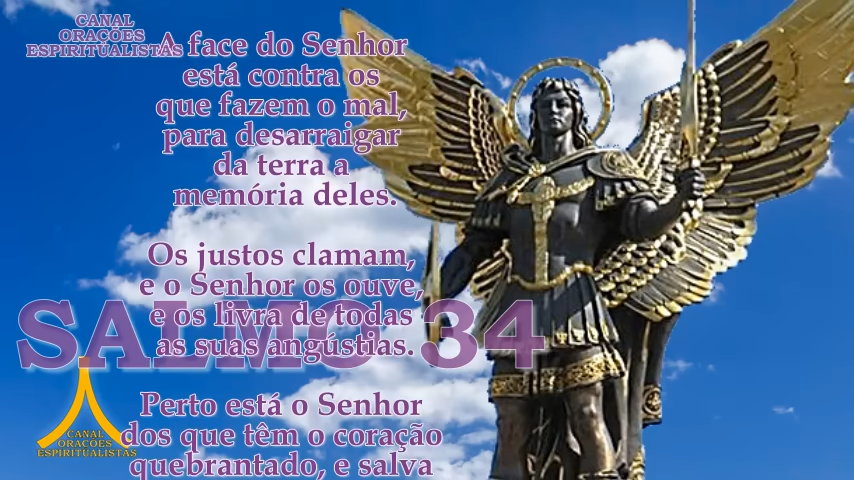 CANAL
ORAÇÕES
ESPIRITUALISTAS
A face do Senhor
está contra os
que fazem o mal,
para desarraigar
da terra a
memória deles.
Os justos clamam,
e o Senhor os ouve,
e os livra de todas
as suas angústias.
SALMO 34
Perto está o Senhor
dos que têm o coração
quebrantado, e salva
CANAL
ORAÇÕES
ESPIRITUALISTAS